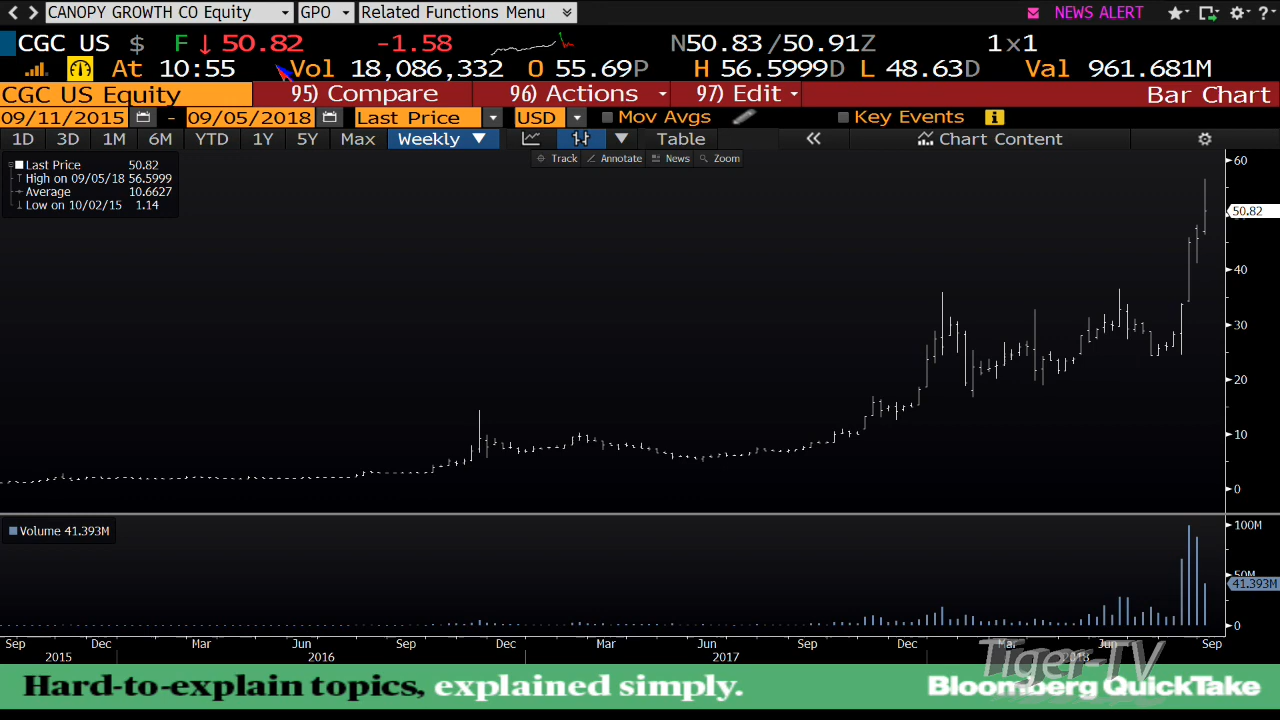 CANOPY GROWTH CO Equity GPO Related Functions Menu NEWS ALERT
CGC US $ F ↓ 50.82 -1.58 N50.83/50.91Z 1x1
At 10:55 Vol 18,086,332 O 55.69P H 56.5999D L 48.63D Val 961.681M
CGC US Equity 95) Compare 96) Actions 97) Edit Bar Chart
09/11/2015 - 09/05/2018 Last Price USD Mov Avgs Key Events
1D 3D 1M 6M YTD 1Y 5Y Max Weekly ▼ Table « Chart Content
Track Annotate News Zoom
Last Price 50.82
High on 09/05/18 56.5999
Average 10.6627
Low on 10/02/15 1.14
60
50.82
40
30
20
10
0
Volume 41.393M
100M
50M
41.393M
0
Sep Dec Mar Jun Sep Dec Mar Jun Sep Dec Mar Jun Sep
2015 2016 2017 2018
Tiger-TV
Hard-to-explain topics, explained simply. Bloomberg QuickTake